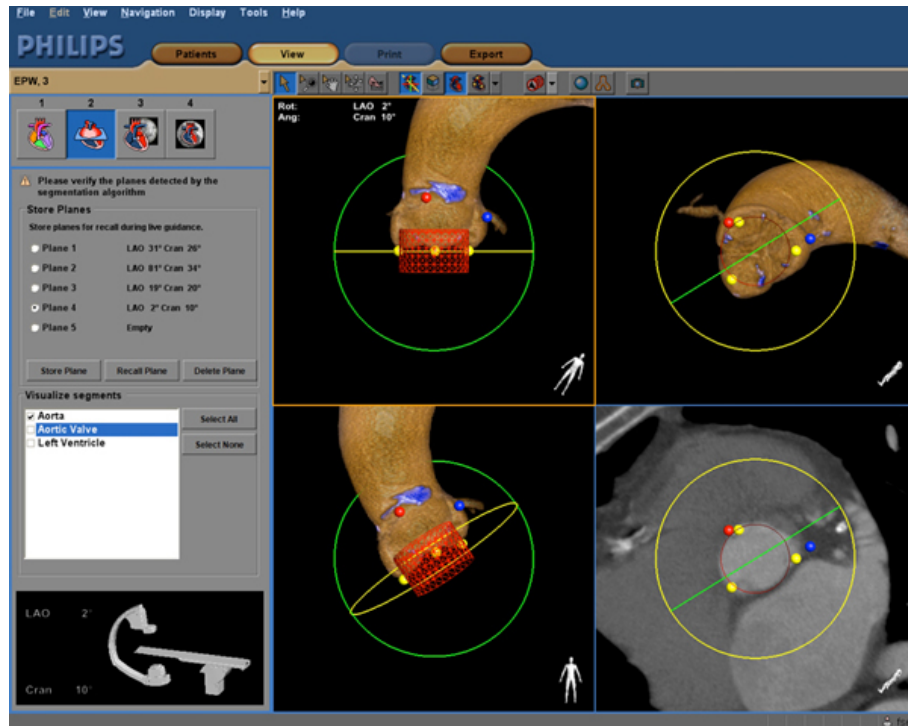 File Edit View Navigation Display Tools Help
PHILIPS
Patients View Print Export
EPW, 3
1 2 3 4
Please verify the planes detected by the
segmentation algorithm
Store Planes
Store planes for recall during live guidance.
Plane 1 LAO 31° Cran 26°
Plane 2 LAO 81° Cran 34°
Plane 3 LAO 19° Cran 20°
Plane 4 LAO 2° Cran 10°
Plane 5 Empty
Store Plane Recall Plane Delete Plane
Visualize segments
Aorta
Aortic Valve
Left Ventricle
Select All
Select None
LAO 2°
Cran 10°
Rot: LAO 2°
Ang: Cran 10°